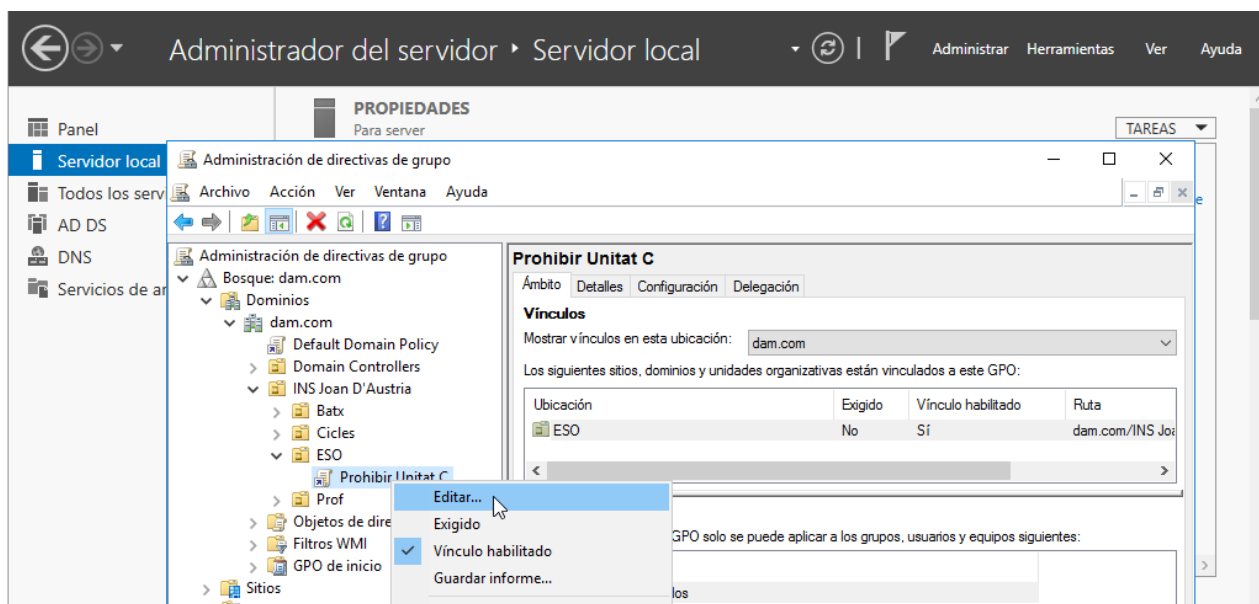 Administrador del servidor ‣ Servidor local
Administrar Herramientas Ver Ayuda
PROPIEDADES
Para server
TAREAS
Panel
Servidor local
Todos los serv
AD DS
DNS
Servicios de ar
Administración de directivas de grupo
Archivo Acción Ver Ventana Ayuda
Administración de directivas de grupo
Bosque: dam.com
Dominios
dam.com
Default Domain Policy
Domain Controllers
INS Joan D'Austria
Batx
Cicles
ESO
Prohibir Unitat C
Prof
Objetos de dire
Filtros WMI
GPO de inicio
Sitios
Prohibir Unitat C
Ámbito Detalles Configuración Delegación
Vínculos
Mostrar vínculos en esta ubicación: dam.com
Los siguientes sitios, dominios y unidades organizativas están vinculados a este GPO:
Ubicación Exigido Vínculo habilitado Ruta
ESO No Sí dam.com/INS Joa
GPO solo se puede aplicar a los grupos, usuarios y equipos siguientes:
los
Editar...
Exigido
Vínculo habilitado
Guardar informe...